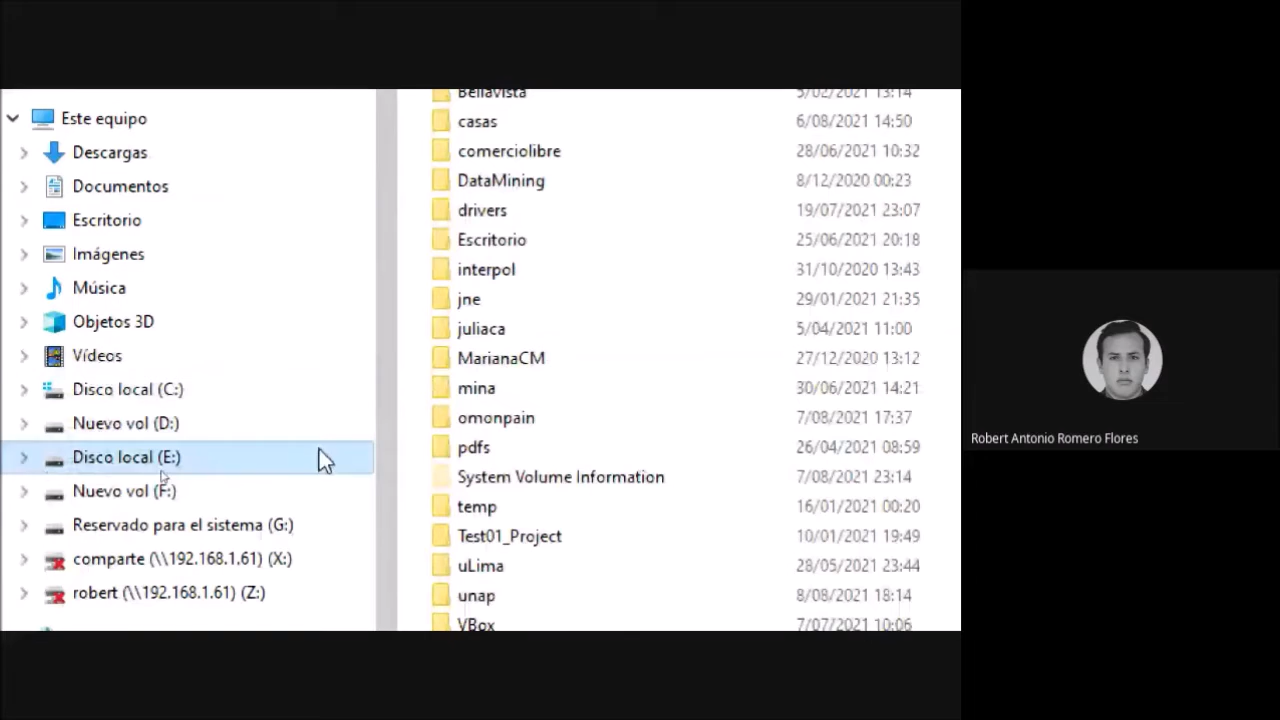 Este equipo
Descargas
Documentos
Escritorio
Imágenes
Música
Objetos 3D
Vídeos
Disco local (C:)
Nuevo vol (D:)
Disco local (E:)
Nuevo vol (F:)
Reservado para el sistema (G:)
comparte (\\192.168.1.61) (X:)
robert (\\192.168.1.61) (Z:)
Bellavista 5/02/2021 13:14
casas 6/08/2021 14:50
comerciolibre 28/06/2021 10:32
DataMining 8/12/2020 00:23
drivers 19/07/2021 23:07
Escritorio 25/06/2021 20:18
interpol 31/10/2020 13:43
jne 29/01/2021 21:35
juliaca 5/04/2021 11:00
MarianaCM 27/12/2020 13:12
mina 30/06/2021 14:21
omonpain 7/08/2021 17:37
pdfs 26/04/2021 08:59
System Volume Information 7/08/2021 23:14
temp 16/01/2021 00:20
Test01_Project 10/01/2021 19:49
uLima 28/05/2021 23:44
unap 8/08/2021 18:14
VBox 7/07/2021 10:06
Robert Antonio Romero Flores